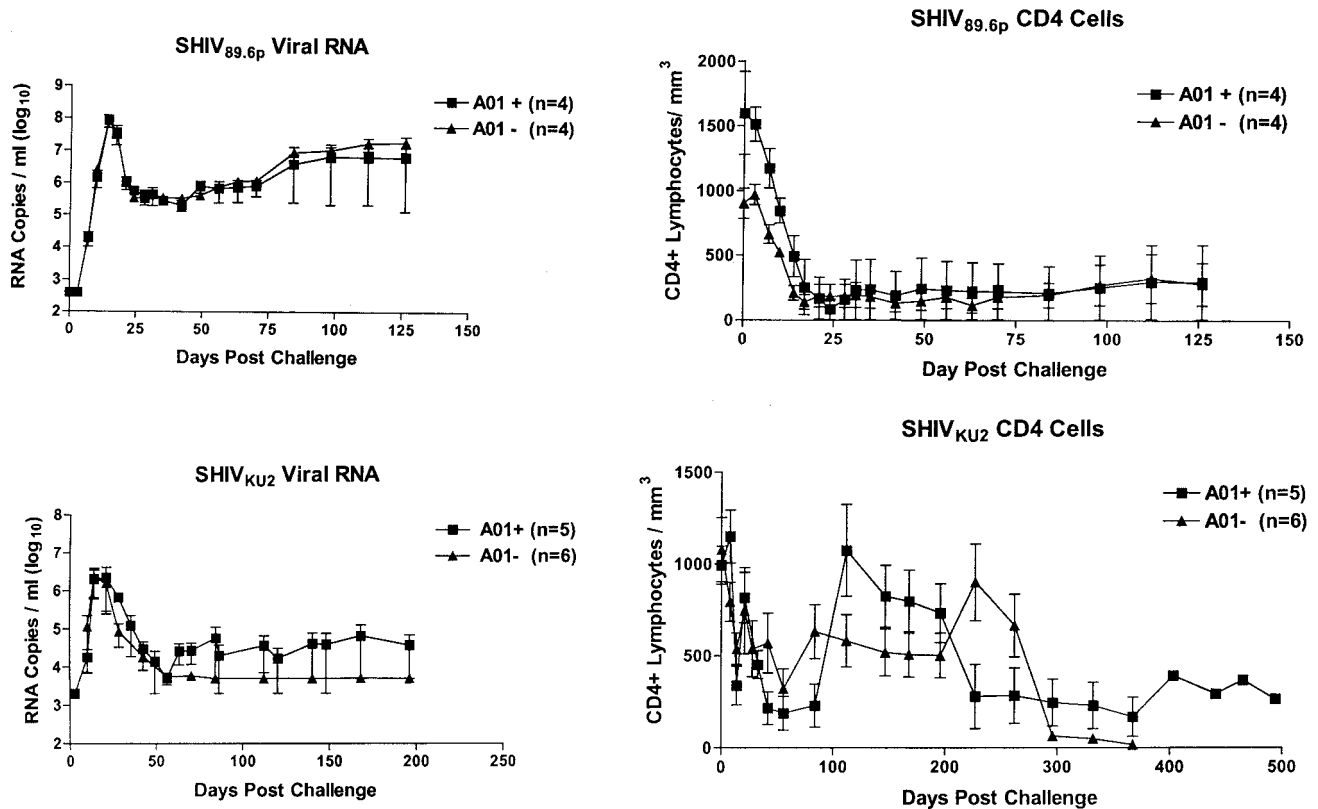 SHIV89.6p Viral RNA
RNA Copies / ml (log10)
9
8
7
6
5
4
3
2
0 25 50 75 100 125 150
Days Post Challenge
A01 + (n=4)
A01 - (n=4)
SHIV89.6p CD4 Cells
CD4+ Lymphocytes/ mm3
2000
1500
1000
500
0
0 25 50 75 100 125 150
Day Post Challenge
A01 + (n=4)
A01 - (n=4)
SHIVKU2 Viral RNA
RNA Copies / ml (log10)
8
7
6
5
4
3
2
0 50 100 150 200 250
Days Post Challenge
A01+ (n=5)
A01- (n=6)
SHIVKU2 CD4 Cells
CD4+ Lymphocytes / mm3
1500
1000
500
0
0 100 200 300 400 500
Days Post Challenge
A01+ (n=5)
A01- (n=6)